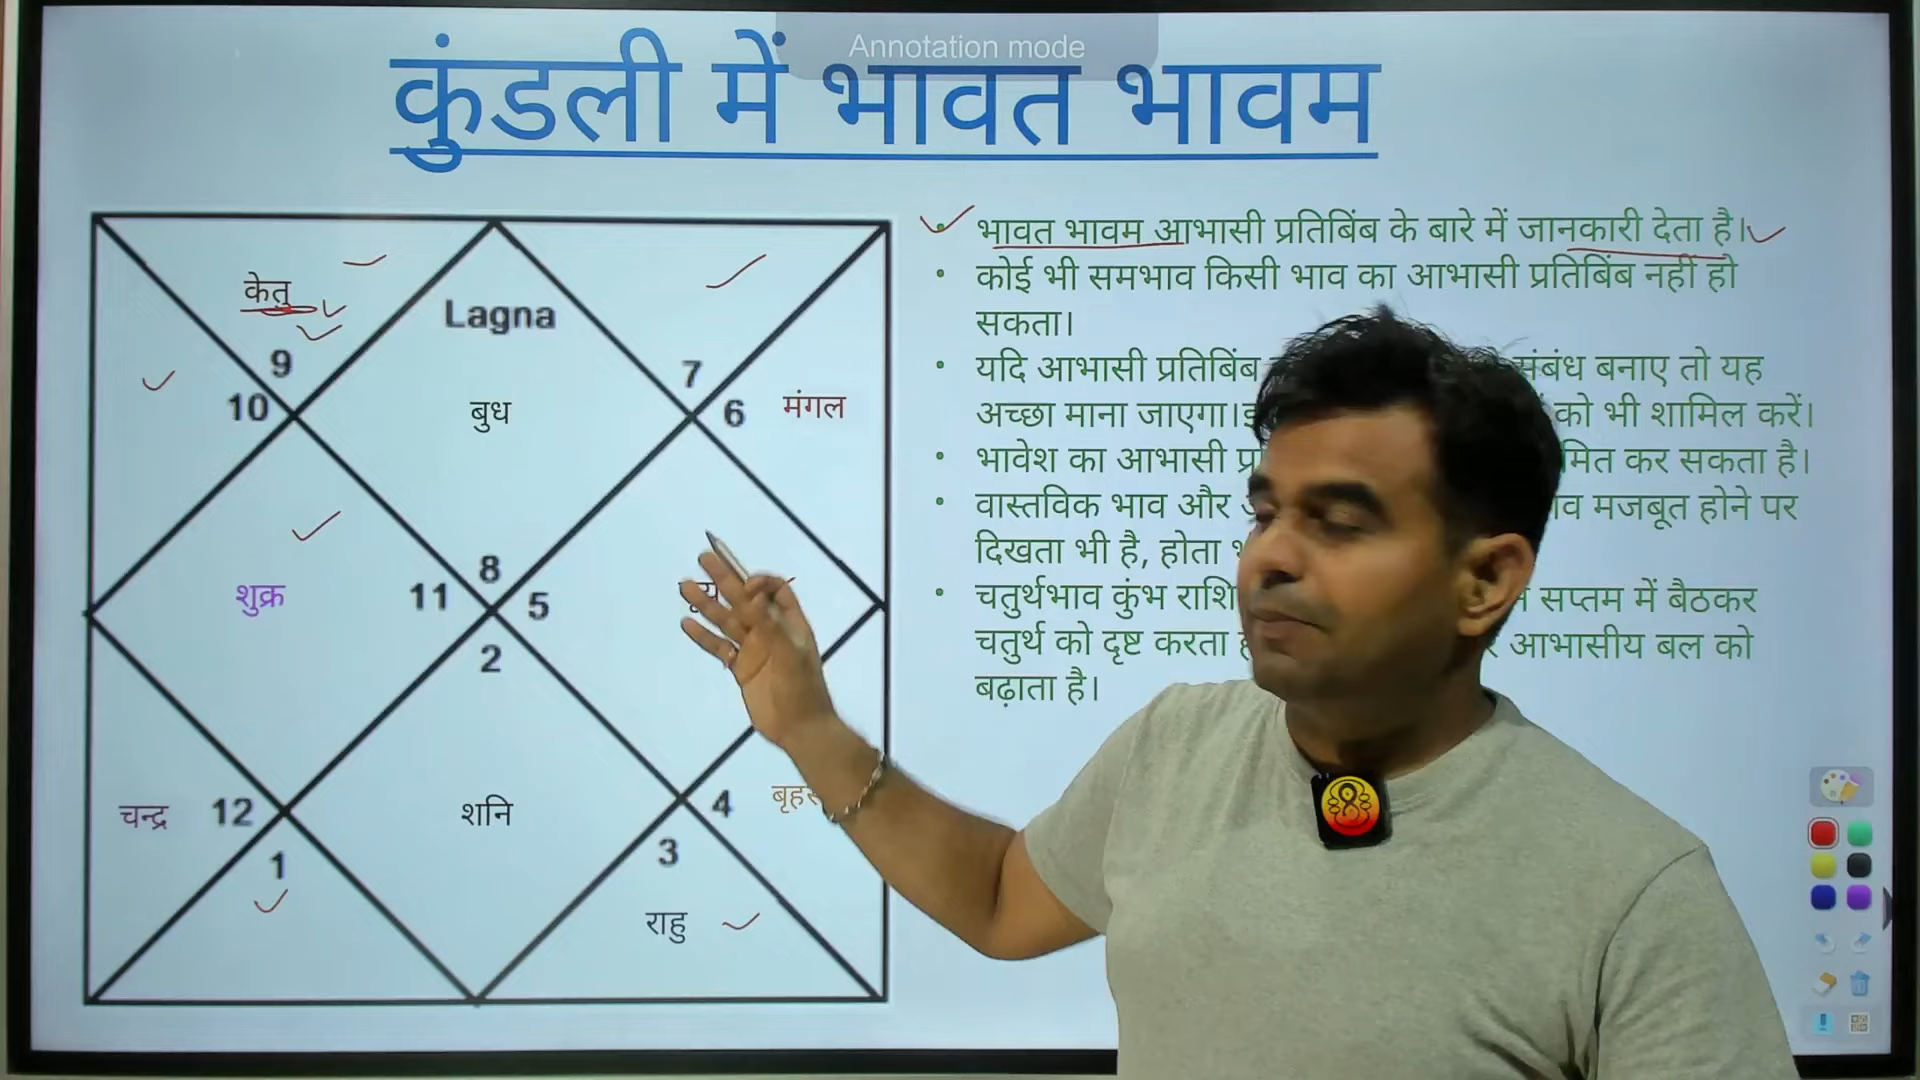 Annotation mode
कुंडली में भावत भावम
भावत भावम आभासी प्रतिबिंब के बारे में जानकारी देता है।
कोई भी समभाव किसी भाव का आभासी प्रतिबिंब नहीं हो
सकता।
यदि आभासी प्रतिबिंब संबंध बनाए तो यह
अच्छा माना जाएगा। को भी शामिल करें।
भावेश का आभासी कर सकता है।
वास्तविक भाव और मजबूत होने पर
दिखता भी है, होता
चतुर्थभाव कुंभ राशि सप्तम में बैठकर
चतुर्थ को दृष्ट करता आभासीय बल को
बढ़ाता है।
केतु
Lagna
9
7
10
बुध
6
मंगल
8
शुक्र
11
5
2
चन्द्र
12
शनि
4
1
3
राहु